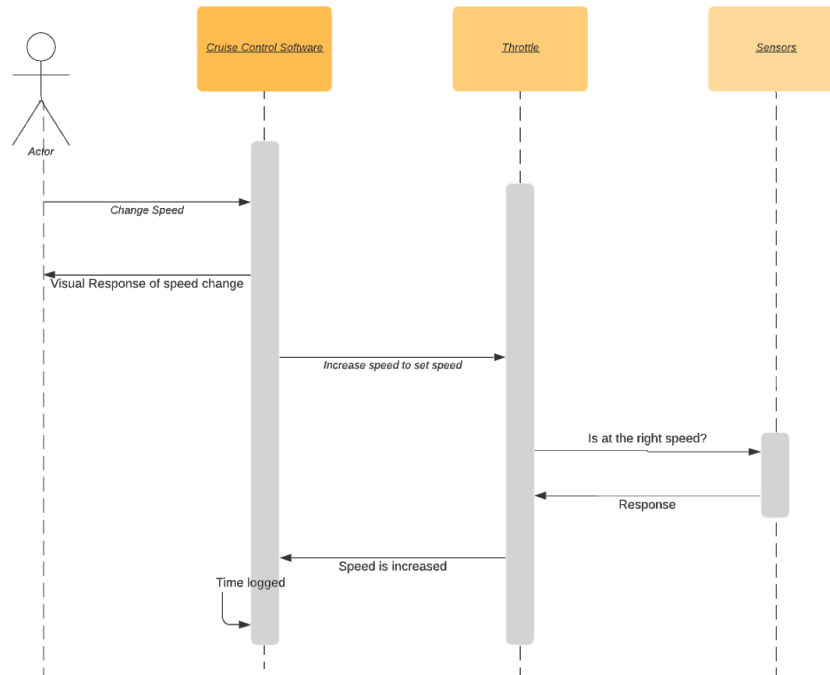 Cruise Control Software
Throttle
Sensors
Actor
Change Speed
Visual Response of speed change
Increase speed to set speed
Is at the right speed?
Response
Speed is increased
Time logged